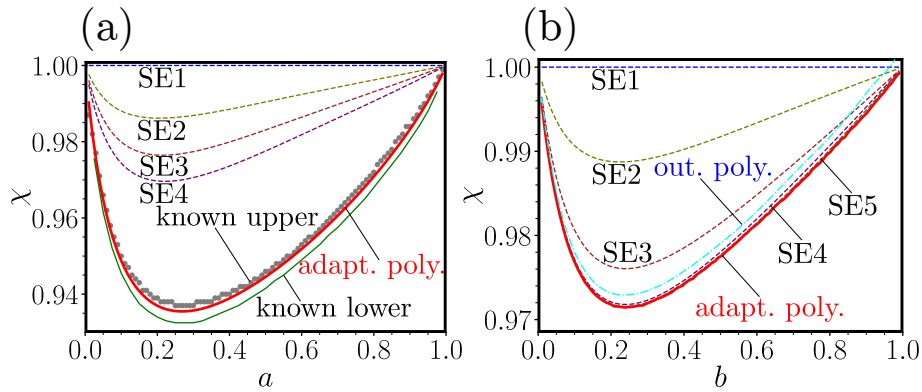 (a)
1.00
0.98
0.96
0.94
χ
SE1
SE2
SE3
SE4
known upper
adapt. poly.
known lower
0.0 0.2 0.4 0.6 0.8 1.0
a
(b)
1.00
0.99
0.98
0.97
χ
SE1
SE2
out. poly.
SE5
SE3
SE4
adapt. poly.
0.0 0.2 0.4 0.6 0.8 1.0
b